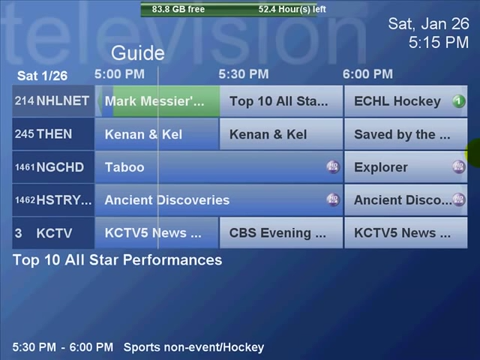 television
83.8 GB free 52.4 Hour(s) left
Sat, Jan 26
5:15 PM
Guide
Sat 1/26 5:00 PM 5:30 PM 6:00 PM
214 NHLNET Mark Messier'... Top 10 All Sta... ECHL Hockey 1
245 THEN Kenan & Kel Kenan & Kel Saved by the ...
1461 NGCHD Taboo Explorer
1462 HSTRY... Ancient Discoveries Ancient Disco...
3 KCTV KCTV5 News ... CBS Evening ... KCTV5 News ...
Top 10 All Star Performances
5:30 PM - 6:00 PM Sports non-event/Hockey